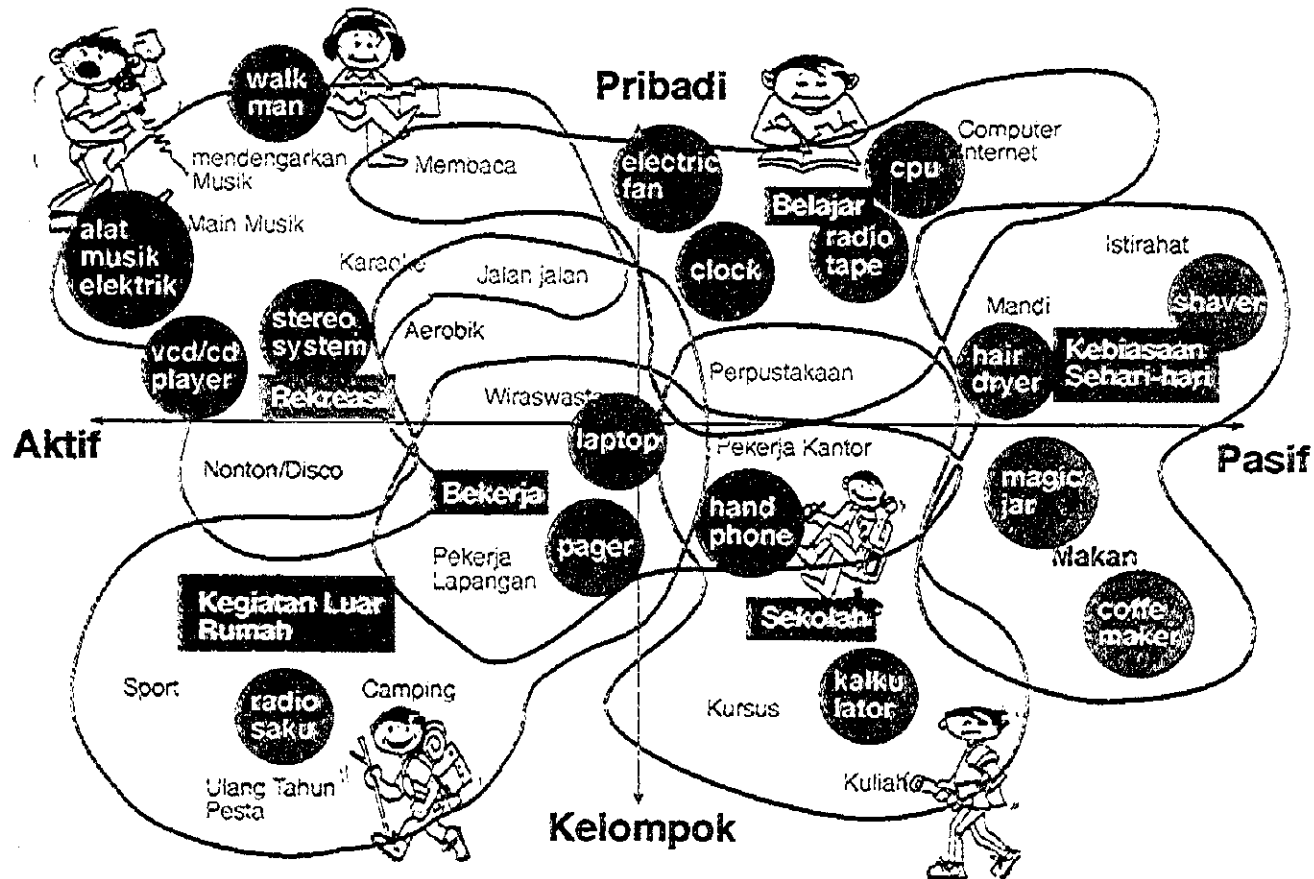 walk
man
Pribadi
mendengarkan
Musik
Membaca
electric
fan
cpu
Computer
Internet
Belajar
alat
musik
elektrik
Main Musik
Karaoke
Jalan jalan
clock
radio
tape
Istirahat
shaver
stereo
system
Aerobik
Mandi
vcd/cd
player
Rekreasi
Wiraswasta
Perpustakaan
hair
dryer
Kebiasaan
Sehari-hari
Aktif
laptop
Pekerja Kantor
Pasif
Nonton/Disco
Bekerja
hand
phone
magic
jar
pager
Pekerja
Lapangan
Makan
Kegiatan Luar
Rumah
Sekolah
coffe
maker
Sport
radio
saku
Camping
Kursus
kalku
lator
Ulang Tahun
Pesta
Kuliah
Kelompok